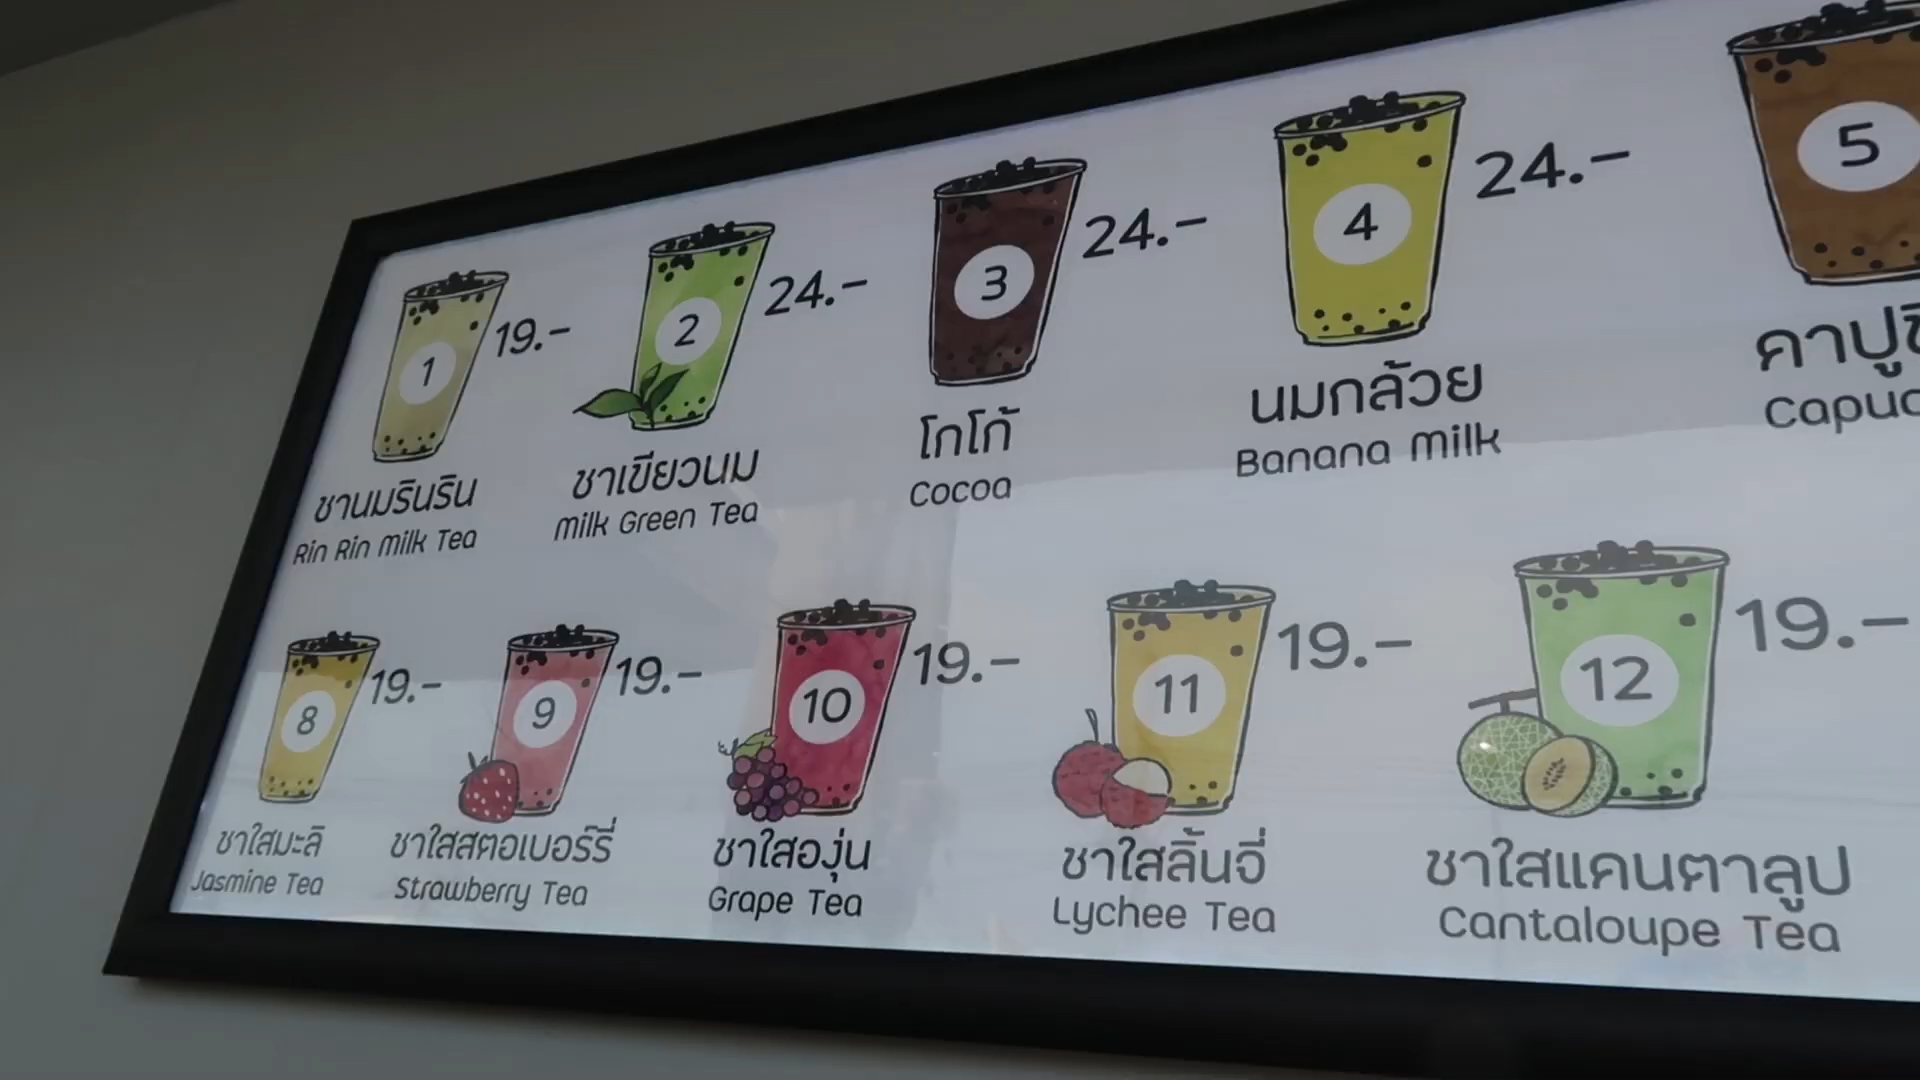 1
19.-
ชานมรินริน
Rin Rin Milk Tea
2
24.-
ชาเขียวนม
Milk Green Tea
3
24.-
โกโก้
Cocoa
4
24.-
นมกล้วย
Banana Milk
5
8
19.-
ชาใสมะลิ
Jasmine Tea
9
19.-
ชาใสสตอเบอร์รี่
Strawberry Tea
10
19.-
ชาใสองุ่น
Grape Tea
11
19.-
ชาใสลิ้นจี่
Lychee Tea
12
19.-
ชาใสแคนตาลูป
Cantaloupe Tea